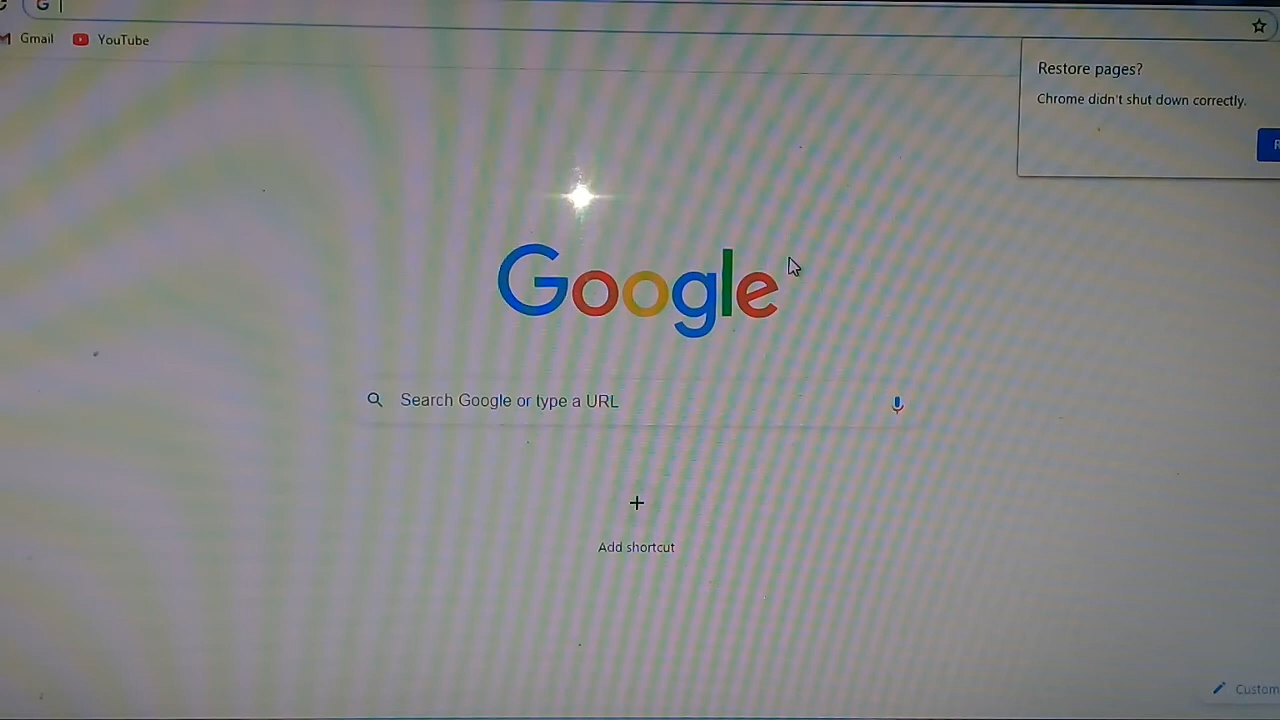 Gmail
YouTube
Restore pages?
Chrome didn't shut down correctly.
Google
Search Google or type a URL
Add shortcut